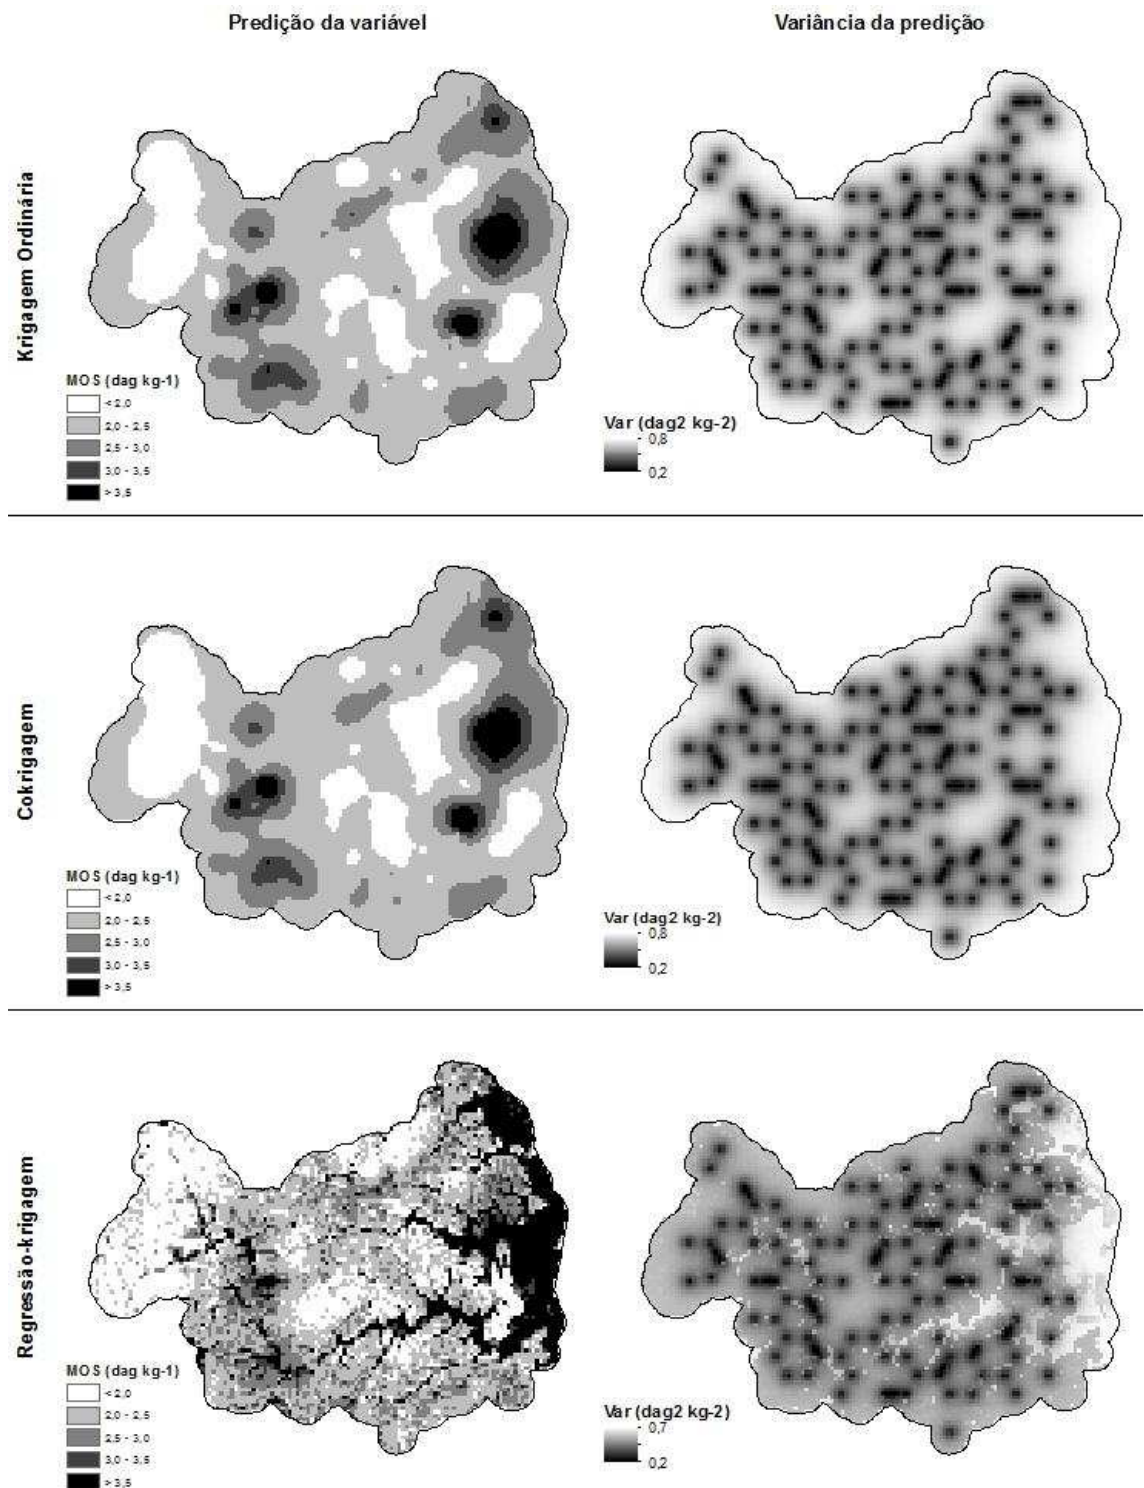 Predição da variável
Variância da predição
Krigagem Ordinária
MOS (dag kg-1)
< 2,0
2,0 - 2,5
2,5 - 3,0
3,0 - 3,5
> 3,5
Var (dag2 kg-2)
0,8
0,2
Cokrigagem
MOS (dag kg-1)
< 2,0
2,0 - 2,5
2,5 - 3,0
3,0 - 3,5
> 3,5
Var (dag2 kg-2)
0,8
0,2
Regressão-krigagem
MOS (dag kg-1)
< 2,0
2,0 - 2,5
2,5 - 3,0
3,0 - 3,5
> 3,5
Var (dag2 kg-2)
0,7
0,2